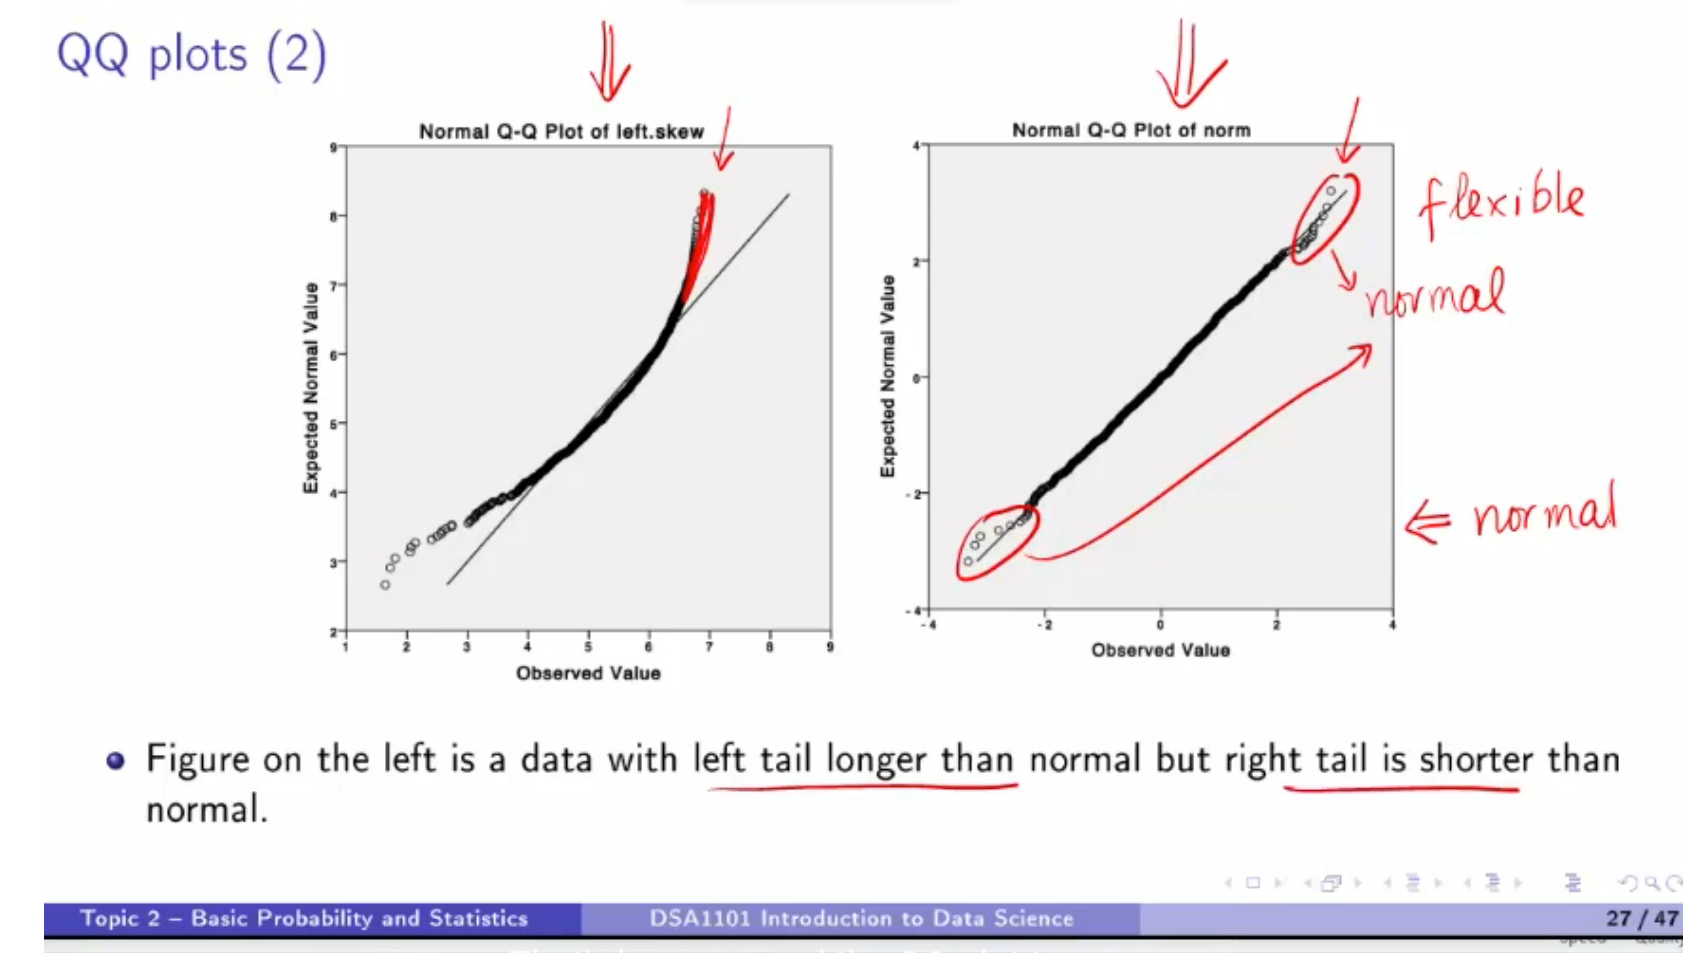 QQ plots (2)
Normal Q-Q Plot of left.skew
Expected Normal Value
9
8
7
6
5
4
3
2
1 2 3 4 5 6 7 8 9
Observed Value
Normal Q-Q Plot of norm
Expected Normal Value
4
2
0
-2
-4
-4 -2 0 2 4
Observed Value
flexible
normal
normal
Figure on the left is a data with left tail longer than normal but right tail is shorter than
normal.
Topic 2 – Basic Probability and Statistics DSA1101 Introduction to Data Science 27 / 47